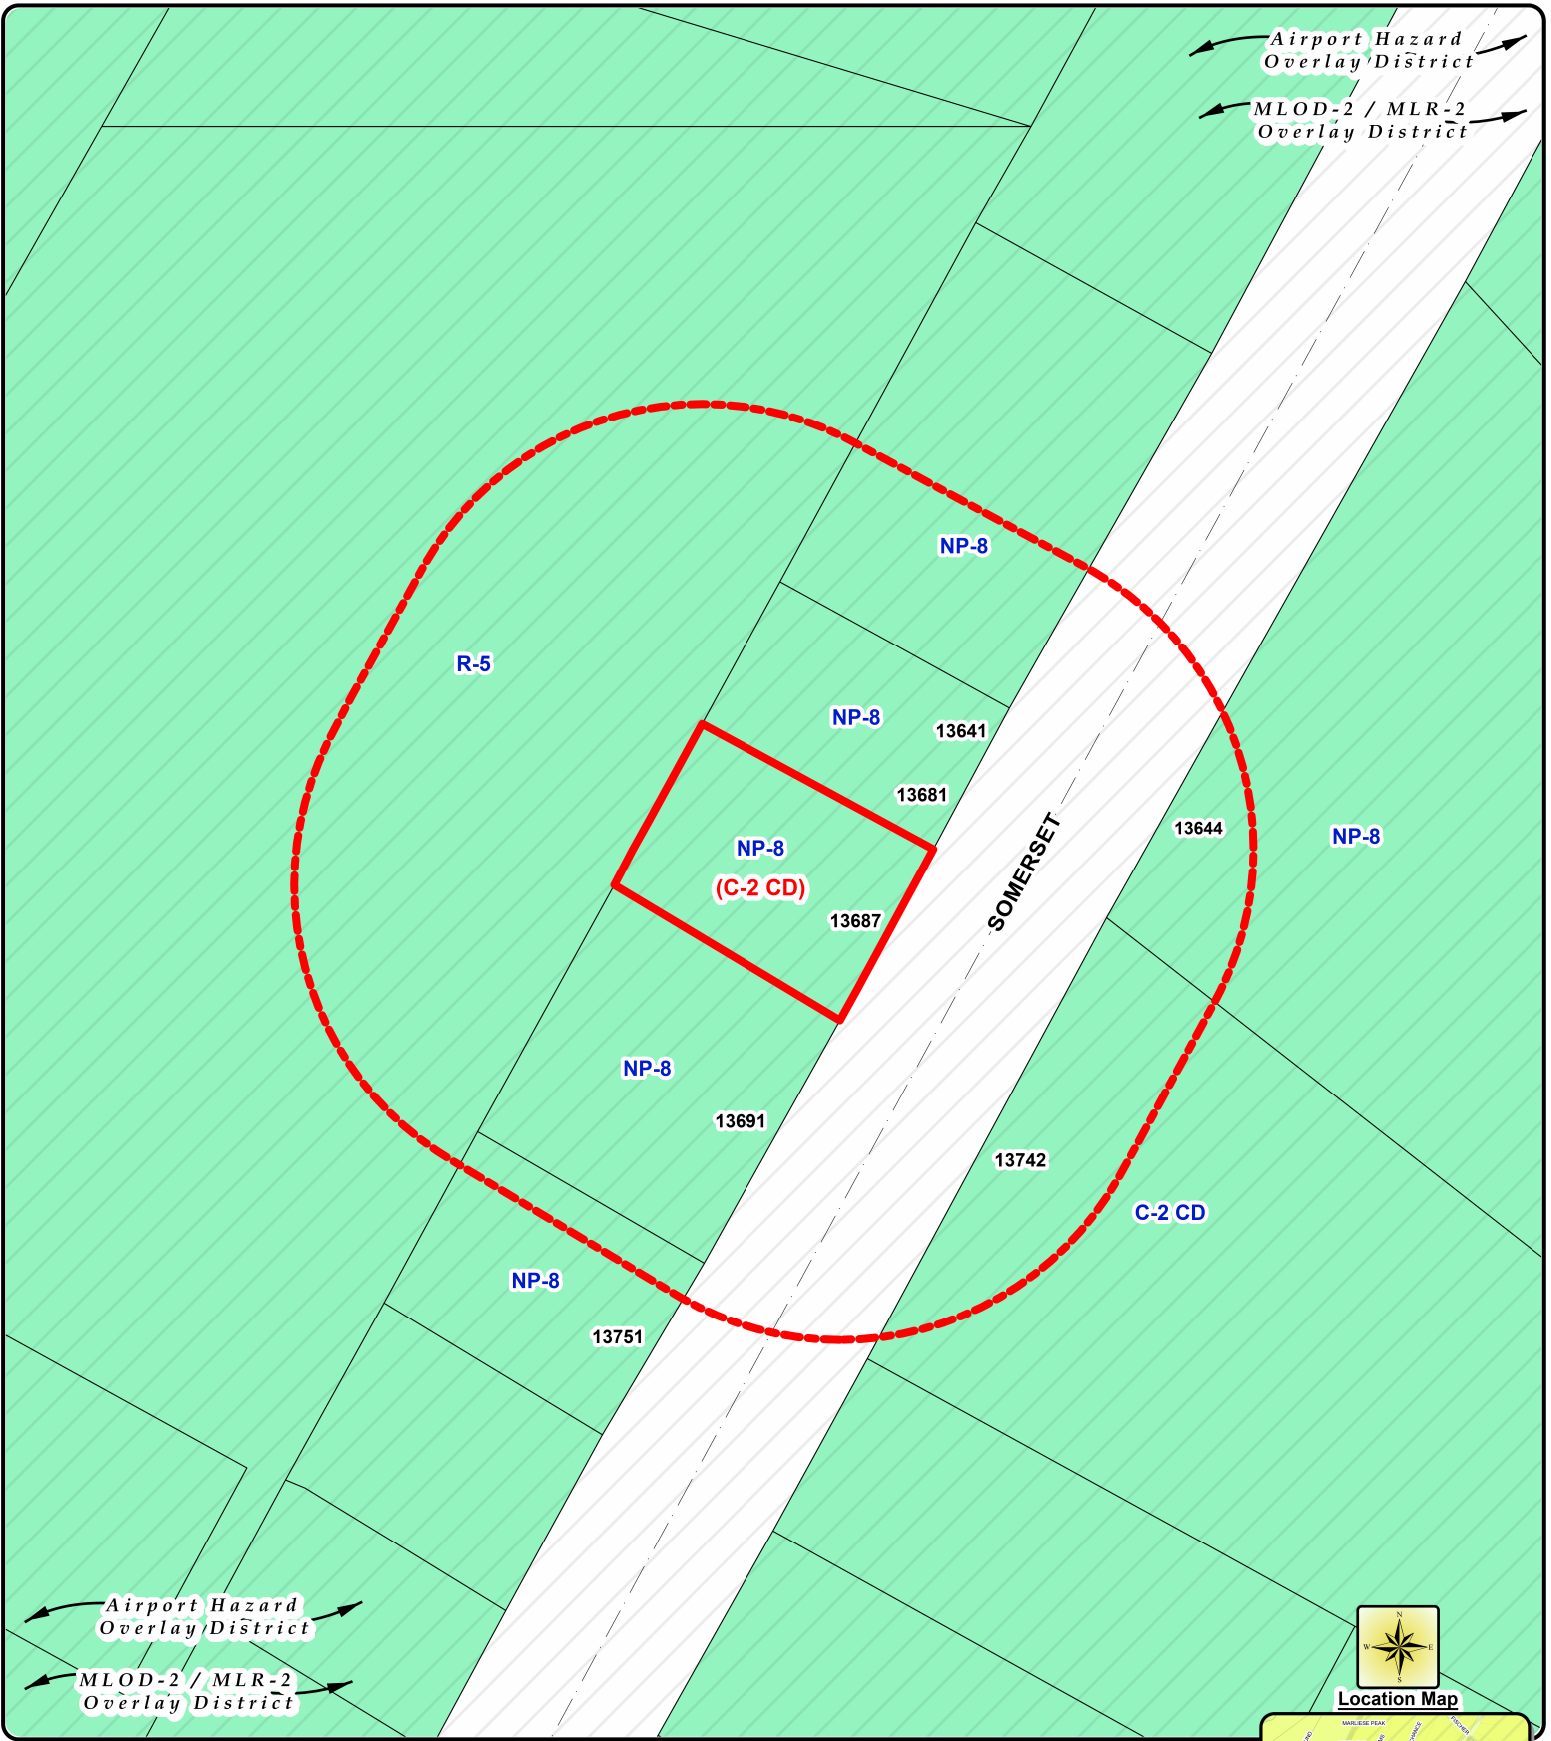 Airport Hazard
Overlay District
MLOD-2 / MLR-2
Overlay District
NP-8
R-5
NP-8
13641
13681
13644
NP-8
NP-8
(C-2 CD)
13687
SOMERSET
NP-8
13691
13742
C-2 CD
NP-8
13751
Airport Hazard
Overlay District
MLOD-2 / MLR-2
Overlay District
N
W E
S
Location Map
MARLIESE PEAK
FISCHER